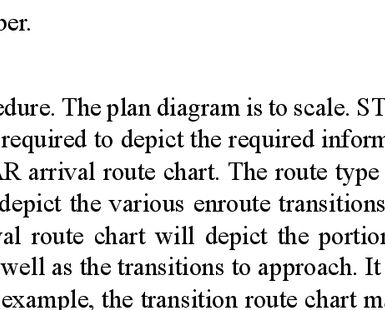 ber.
edure. The plan diagram is to scale. ST
required to depict the required inform
AR arrival route chart. The route type
depict the various enroute transitions
val route chart will depict the portion
well as the transitions to approach. It
example, the transition route chart ma